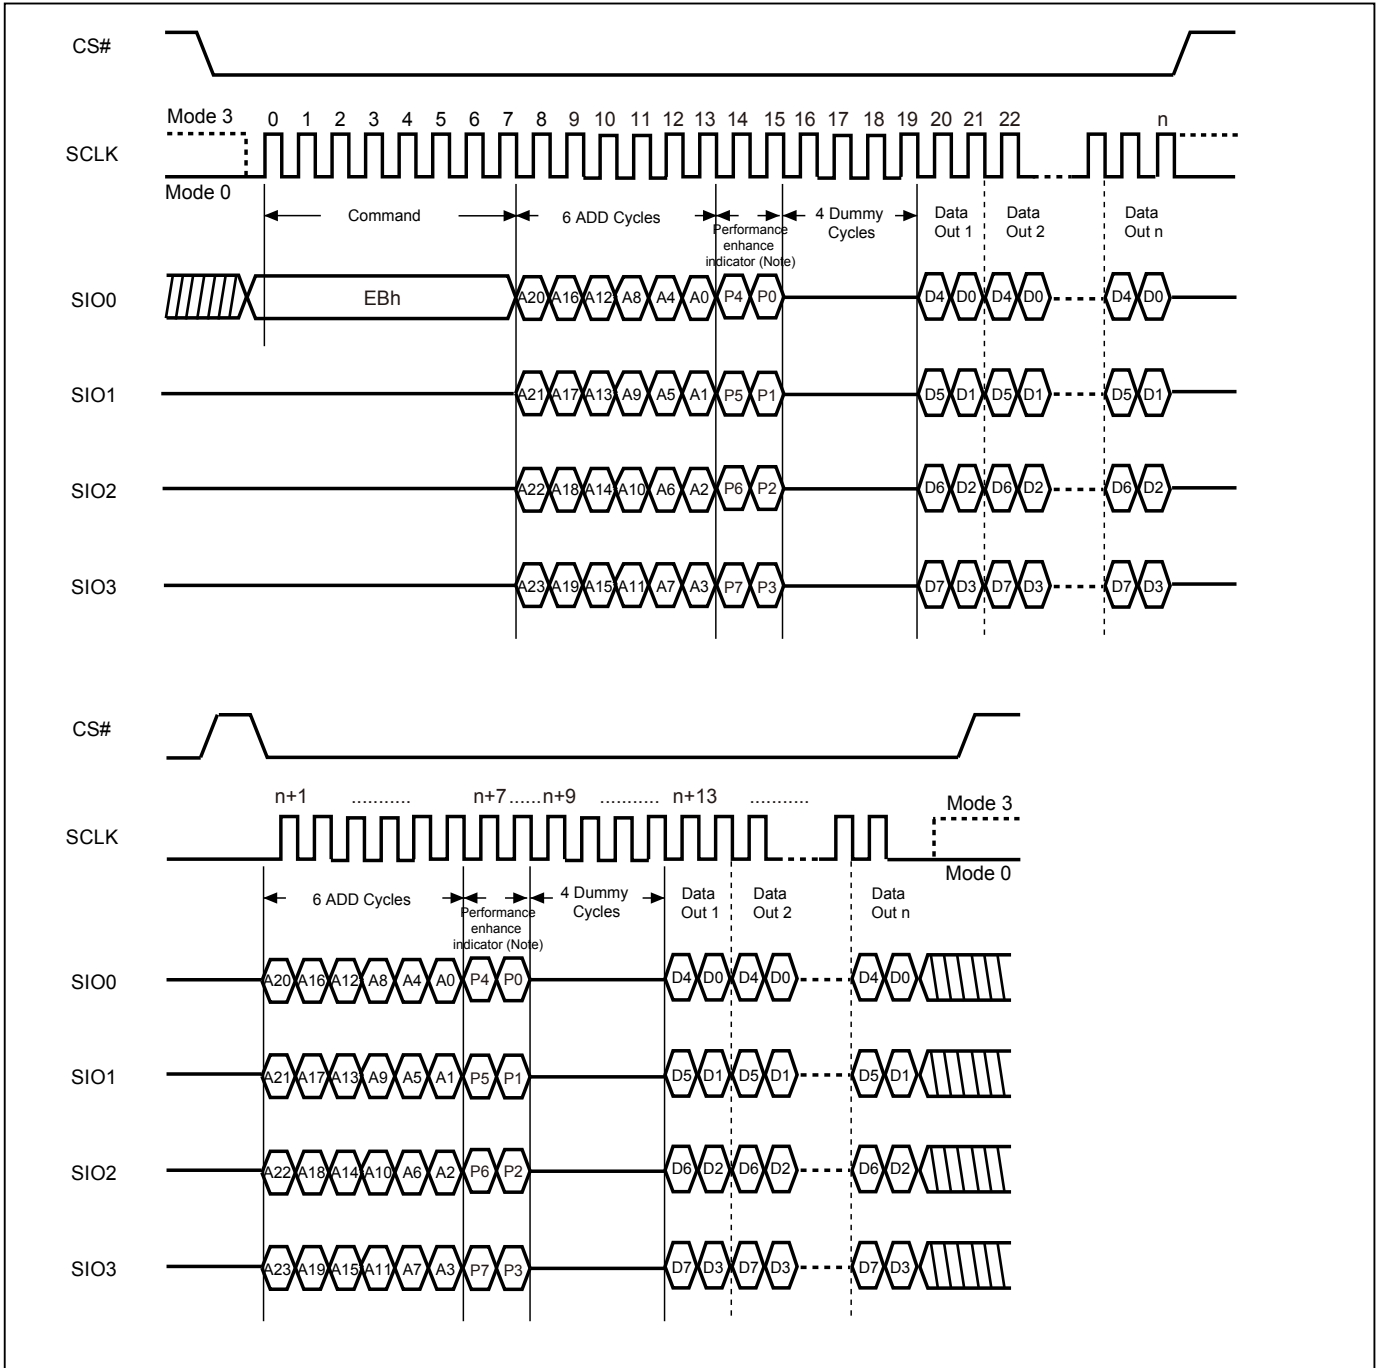 CS#
Mode 3
0 1 2 3 4 5 6 7 8 9 10 11 12 13 14 15 16 17 18 19 20 21 22 n
SCLK
Mode 0
Command
6 ADD Cycles
Performance
enhance
indicator (Note)
4 Dummy
Cycles
Data
Out 1
Data
Out 2
Data
Out n
SIO0 EBh A20 A16 A12 A8 A4 A0 P4 P0 D4 D0 D4 D0 D4 D0
SIO1 A21 A17 A13 A9 A5 A1 P5 P1 D5 D1 D5 D1 D5 D1
SIO2 A22 A18 A14 A10 A6 A2 P6 P2 D6 D2 D6 D2 D6 D2
SIO3 A23 A19 A15 A11 A7 A3 P7 P3 D7 D3 D7 D3 D7 D3
CS#
n+1 ........... n+7......n+9 ........... n+13 ...........
Mode 3
SCLK
Mode 0
6 ADD Cycles
Performance
enhance
indicator (Note)
4 Dummy
Cycles
Data
Out 1
Data
Out 2
Data
Out n
SIO0 A20 A16 A12 A8 A4 A0 P4 P0 D4 D0 D4 D0 D4 D0
SIO1 A21 A17 A13 A9 A5 A1 P5 P1 D5 D1 D5 D1 D5 D1
SIO2 A22 A18 A14 A10 A6 A2 P6 P2 D6 D2 D6 D2 D6 D2
SIO3 A23 A19 A15 A11 A7 A3 P7 P3 D7 D3 D7 D3 D7 D3